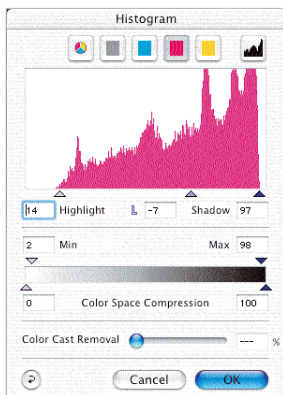 Histogram
14 Highlight L -7 Shadow 97
2 Min Max 98
0 Color Space Compression 100
Color Cast Removal --- %
Cancel OK